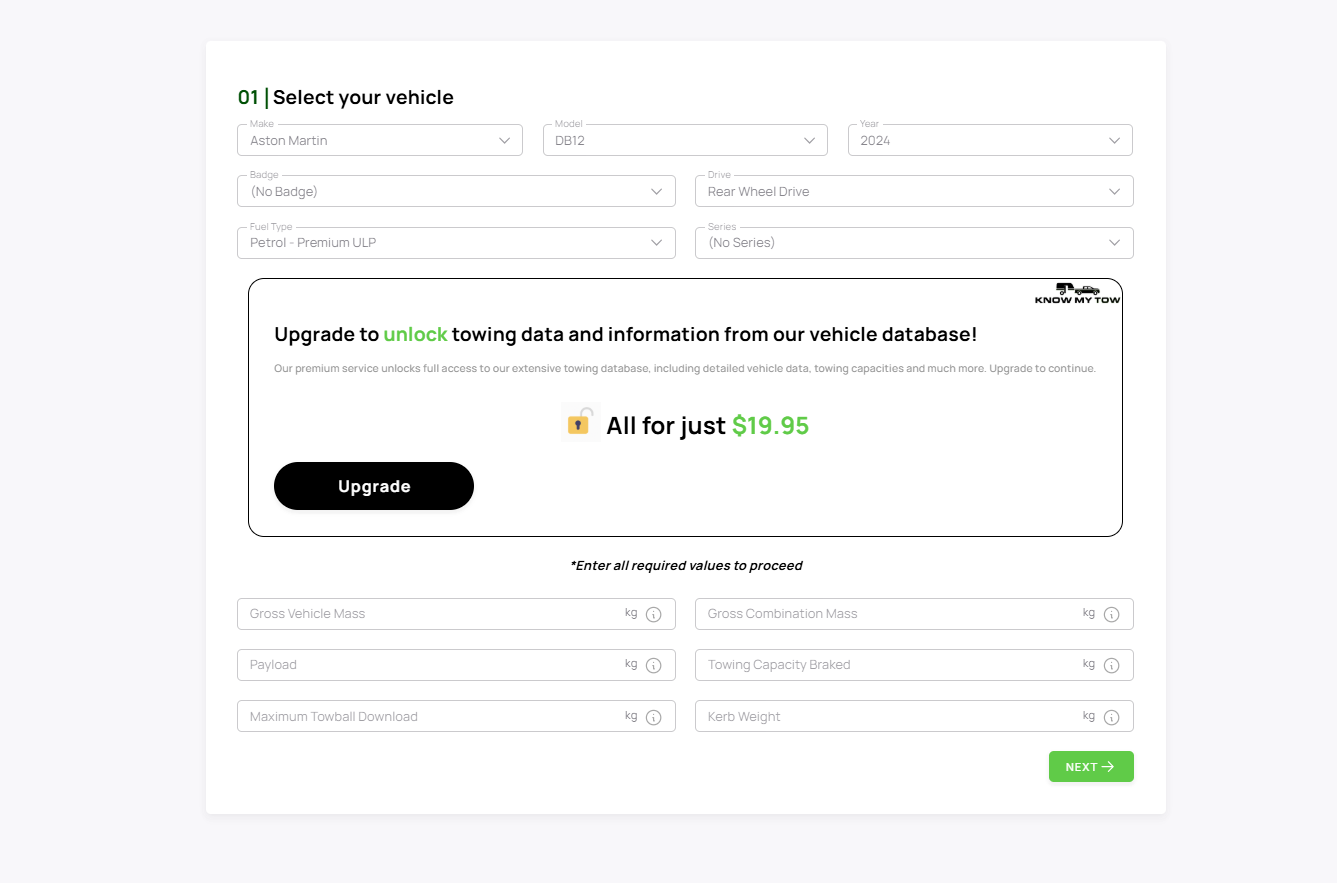 01 | Select your vehicle
Make
Aston Martin
Model
DB12
Year
2024
Badge
(No Badge)
Drive
Rear Wheel Drive
Fuel Type
Petrol - Premium ULP
Series
(No Series)
KNOW MY TOW
Upgrade to unlock towing data and information from our vehicle database!
Our premium service unlocks full access to our extensive towing database, including detailed vehicle data, towing capacities and much more. Upgrade to continue.
All for just $19.95
Upgrade
*Enter all required values to proceed
Gross Vehicle Mass kg
Gross Combination Mass kg
Payload kg
Towing Capacity Braked kg
Maximum Towball Download kg
Kerb Weight kg
NEXT